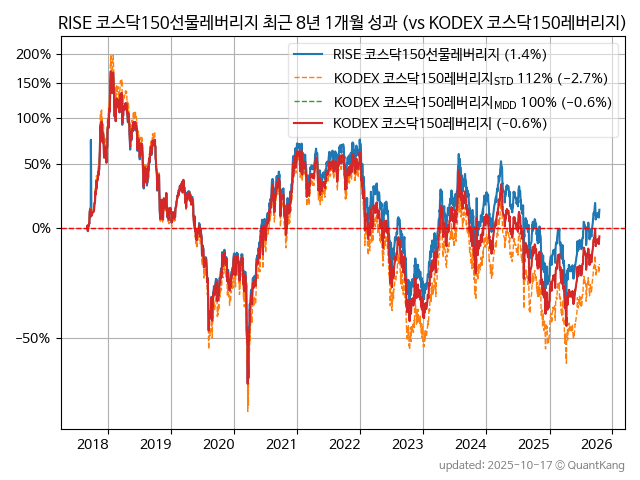 RISE 코스닥150선물레버리지 최근 8년 1개월 성과 (vs KODEX 코스닥150레버리지)
RISE 코스닥150선물레버리지 (1.4%)
KODEX 코스닥150레버리지STD 112% (−2.7%)
KODEX 코스닥150레버리지MDD 100% (−0.6%)
KODEX 코스닥150레버리지 (−0.6%)
200%
150%
100%
50%
0%
−50%
2018 2019 2020 2021 2022 2023 2024 2025 2026
updated: 2025-10-17 © QuantKang